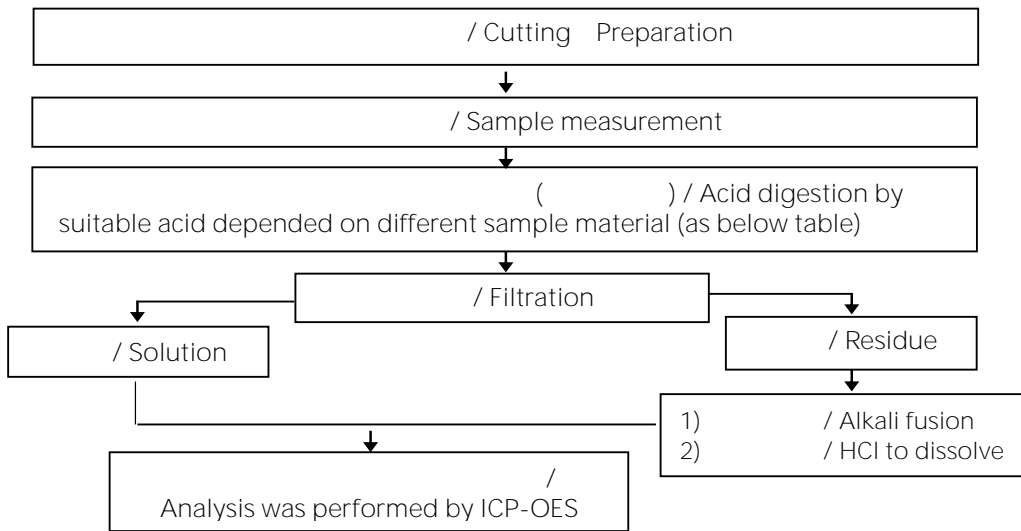 / Cutting Preparation
/ Sample measurement
( ) / Acid digestion by
suitable acid depended on different sample material (as below table)
/ Filtration
/ Solution
/ Residue
1) / Alkali fusion
2) / HCl to dissolve
/
Analysis was performed by ICP-OES